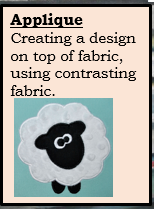 Applique
Creating a design
on top of fabric,
using contrasting
fabric.